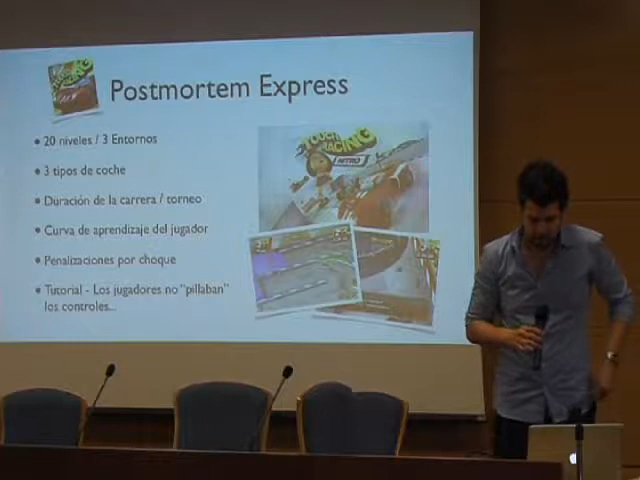 Postmortem Express
• 20 niveles / 3 Entornos
• 3 tipos de coche
• Duración de la carrera / torneo
• Curva de aprendizaje del jugador
• Penalizaciones por choque
• Tutorial - Los jugadores no "pillaban"
los controles...
TOUCH
RACING
NITRO